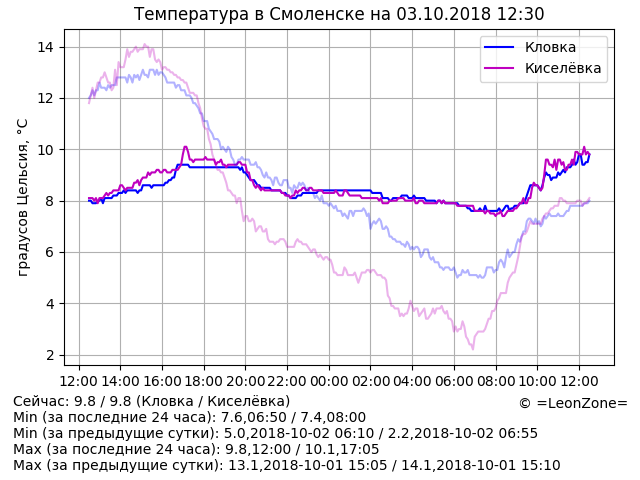 Температура в Смоленске на 03.10.2018 12:30
Кловка
Киселёвка
градусов Цельсия, °C
14
12
10
8
6
4
2
12:00 14:00 16:00 18:00 20:00 22:00 00:00 02:00 04:00 06:00 08:00 10:00 12:00
Сейчас: 9.8 / 9.8 (Кловка / Киселёвка)
© =LeonZone=
Min (за последние 24 часа): 7.6,06:50 / 7.4,08:00
Min (за предыдущие сутки): 5.0,2018-10-02 06:10 / 2.2,2018-10-02 06:55
Max (за последние 24 часа): 9.8,12:00 / 10.1,17:05
Max (за предыдущие сутки): 13.1,2018-10-01 15:05 / 14.1,2018-10-01 15:10